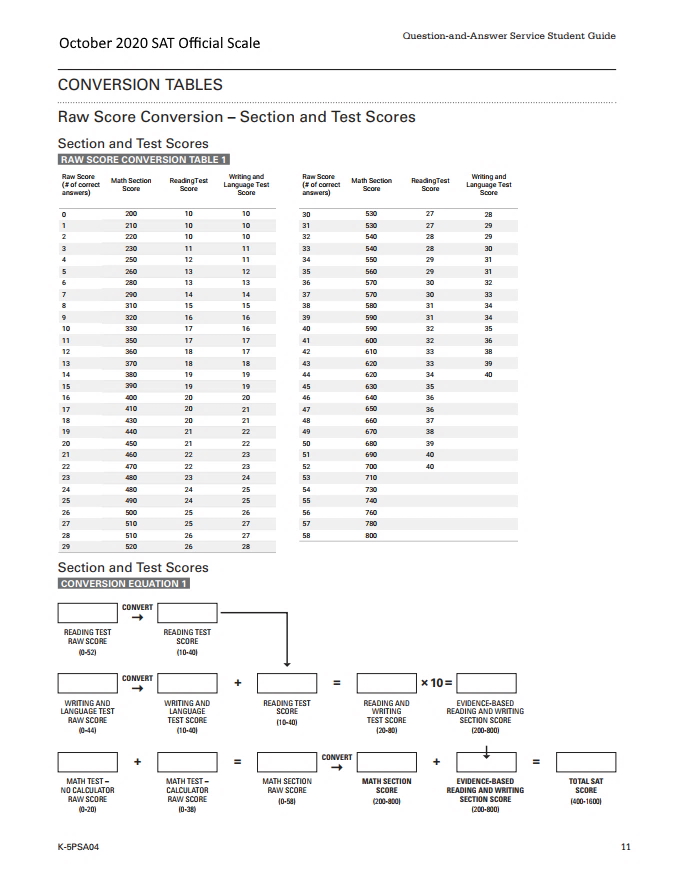 Question-and-Answer Service Student Guide
October 2020 SAT Official Scale
CONVERSION TABLES
Raw Score Conversion – Section and Test Scores
Section and Test Scores
RAW SCORE CONVERSION TABLE 1
Raw Score (# of correct answers) Math Section Score ReadingTest Score Writing and Language Test Score
0 200 10 10
1 210 10 10
2 220 10 10
3 230 11 11
4 250 12 11
5 260 13 12
6 280 13 13
7 290 14 14
8 310 15 15
9 320 16 16
10 330 17 16
11 350 17 17
12 360 18 17
13 370 18 18
14 380 19 19
15 390 19 19
16 400 20 20
17 410 20 21
18 430 20 21
19 440 21 22
20 450 21 22
21 460 22 23
22 470 22 23
23 480 23 24
24 480 24 25
25 490 24 25
26 500 25 26
27 510 25 27
28 510 26 27
29 520 26 28
Raw Score (# of correct answers) Math Section Score ReadingTest Score Writing and Language Test Score
30 530 27 28
31 530 27 29
32 540 28 29
33 540 28 30
34 550 29 31
35 560 29 31
36 570 30 32
37 570 30 33
38 580 31 34
39 590 31 34
40 590 32 35
41 600 32 36
42 610 33 38
43 620 33 39
44 620 34 40
45 630 35
46 640 36
47 650 36
48 660 37
49 670 38
50 680 39
51 690 40
52 700 40
53 710
54 730
55 740
56 760
57 780
58 800
Section and Test Scores
CONVERSION EQUATION 1
CONVERT →
READING TEST RAW SCORE (0-52)
READING TEST SCORE (10-40)
CONVERT → + = × 10 =
WRITING AND LANGUAGE TEST RAW SCORE (0-44)
WRITING AND LANGUAGE TEST SCORE (10-40)
READING TEST SCORE (10-40)
READING AND WRITING TEST SCORE (20-80)
EVIDENCE-BASED READING AND WRITING SECTION SCORE (200-800)
+ = CONVERT → + =
MATH TEST – NO CALCULATOR RAW SCORE (0-20)
MATH TEST – CALCULATOR RAW SCORE (0-38)
MATH SECTION RAW SCORE (0-58)
MATH SECTION SCORE (200-800)
EVIDENCE-BASED READING AND WRITING SECTION SCORE (200-800)
TOTAL SAT SCORE (400-1600)
K-5PSA04 11